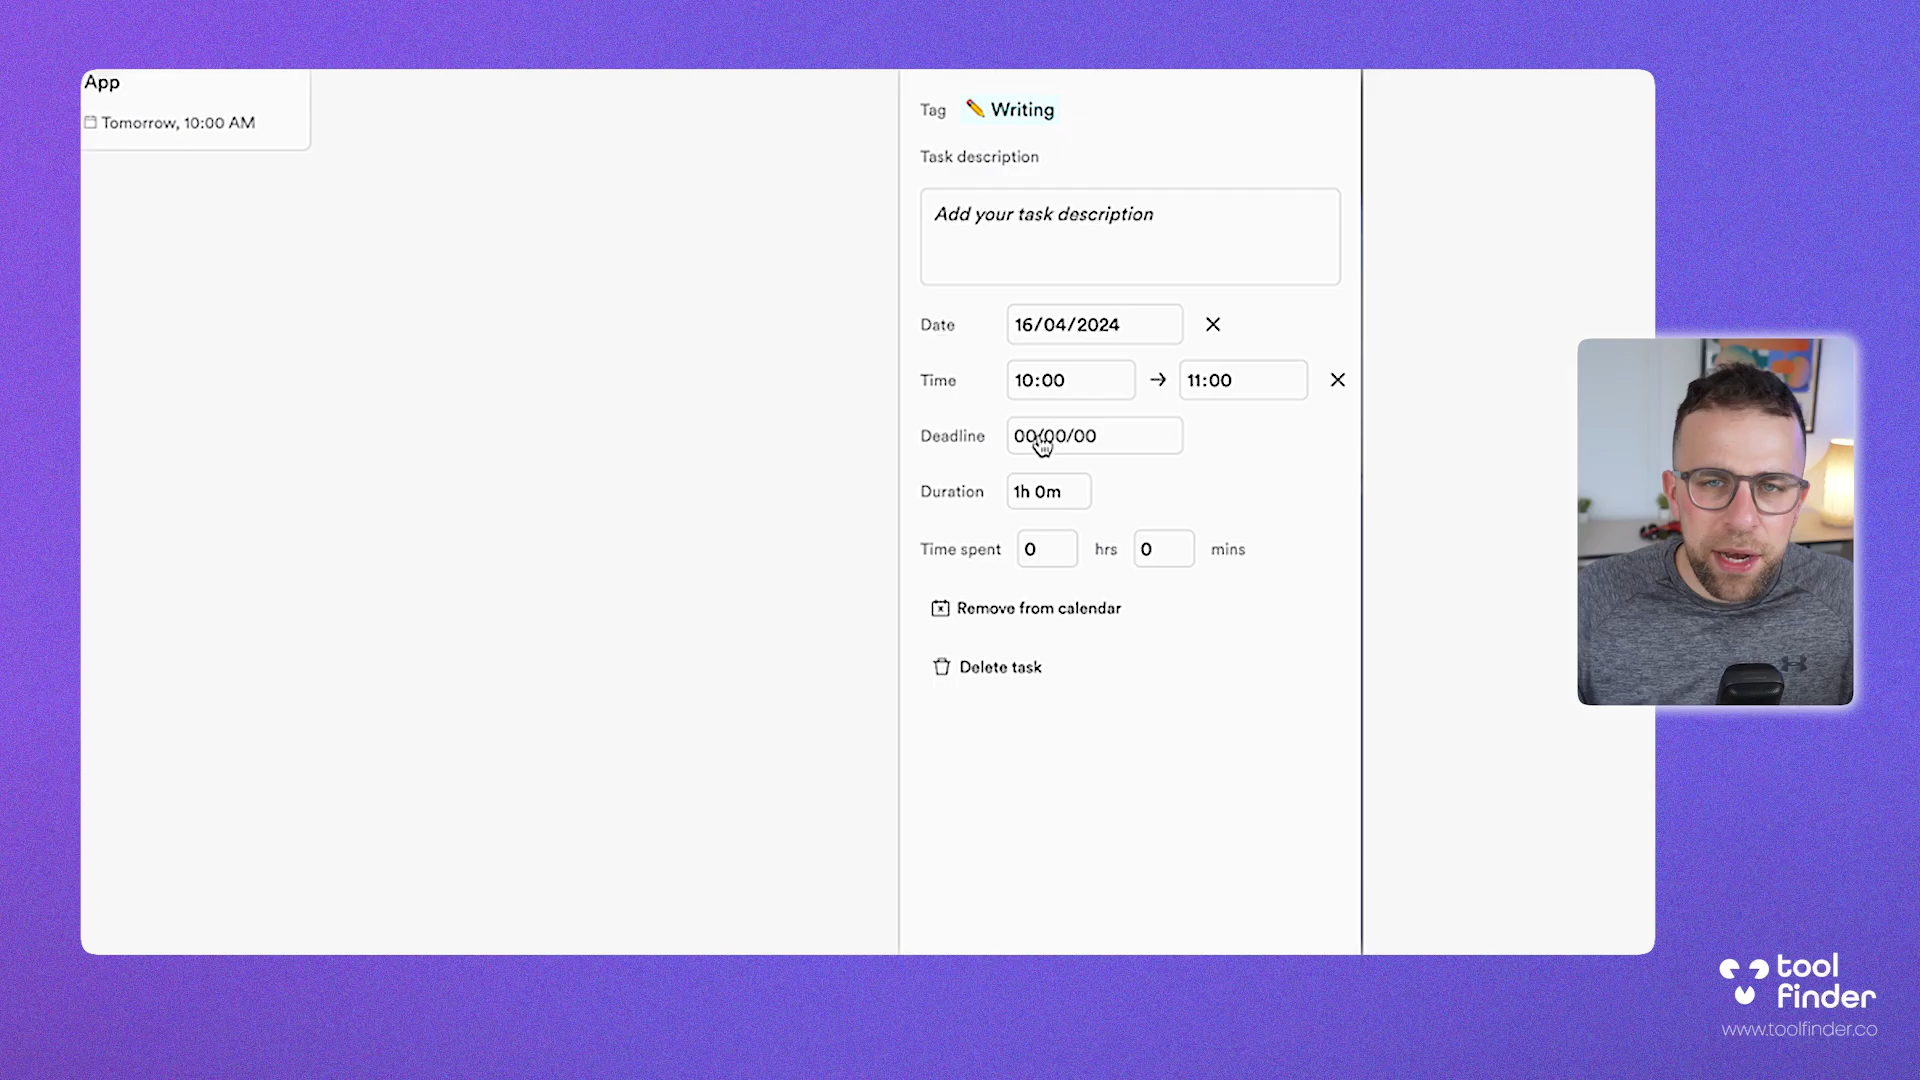 App
Tomorrow, 10:00 AM
Tag ✏️ Writing
Task description
Add your task description
Date 16/04/2024
Time 10:00 → 11:00
Deadline 00/00/00
Duration 1h 0m
Time spent 0 hrs 0 mins
Remove from calendar
Delete task
tool
finder
www.toolfinder.co